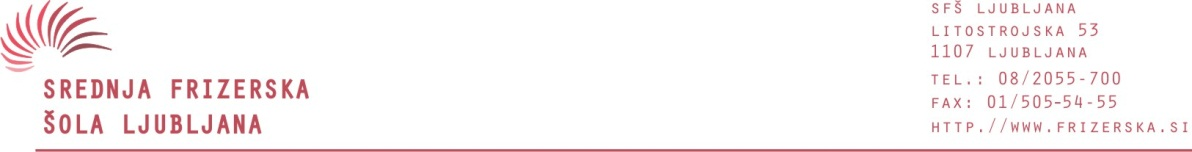 SREDNJA FRIZERSKA
ŠOLA LJUBLJANA
SFŠ LJUBLJANA
LITOSTROJSKA 53
1107 LJUBLJANA
TEL.: 08/2055-700
FAX: 01/505-54-55
HTTP.//WWW.FRIZERSKA.SI